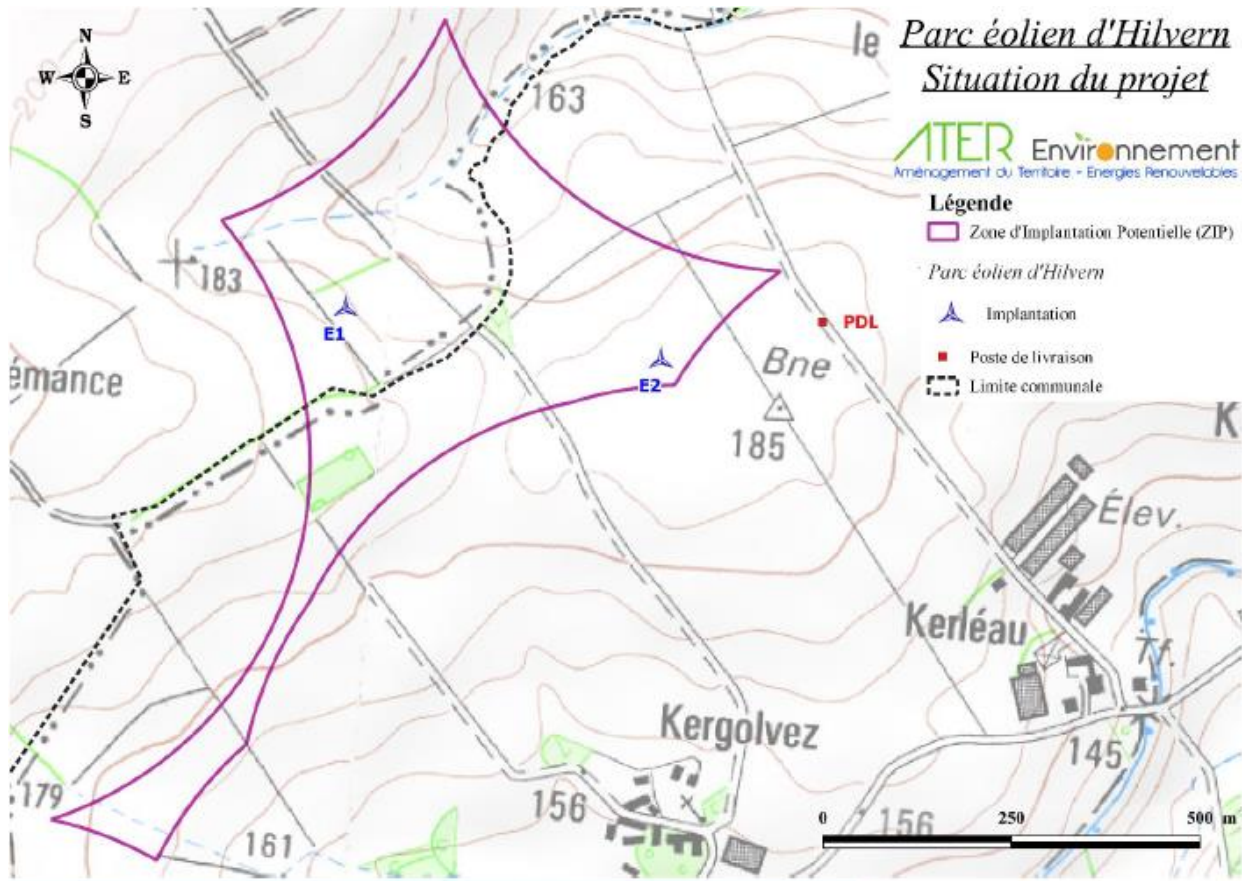 Parc éolien d'Hilvern
Situation du projet
ATER Environnement
Aménagement du Territoire - Energies Renouvelables
Légende
Zone d'Implantation Potentielle (ZIP)
Parc éolien d'Hilvern
Implantation
Poste de livraison
Limite communale
N
W E
S
le
163
183
E1
émance
E2
PDL
Bne
185
K
Élev.
Kerléau
Tf.
Kergolvez
145
179
156
161
156
0 250 500 m